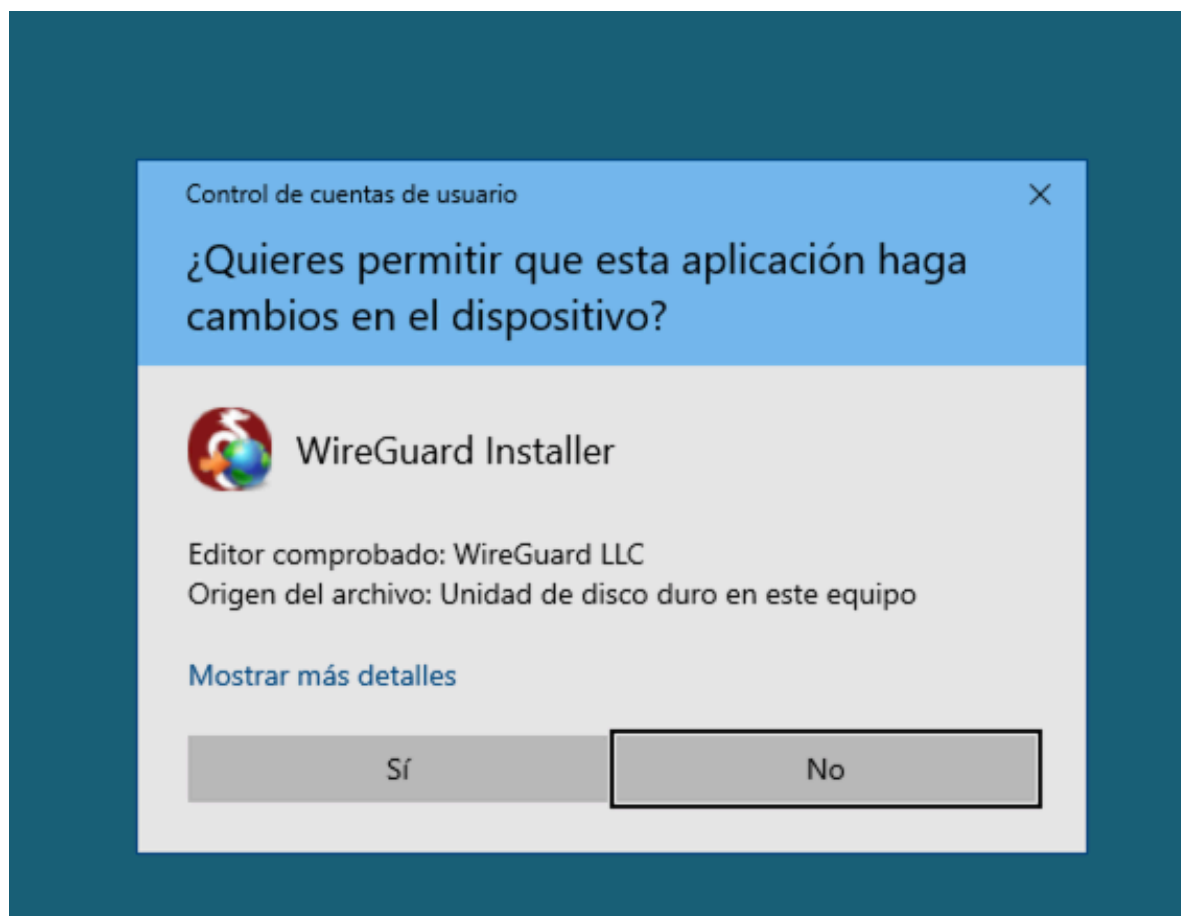 Control de cuentas de usuario
¿Quieres permitir que esta aplicación haga
cambios en el dispositivo?
WireGuard Installer
Editor comprobado: WireGuard LLC
Origen del archivo: Unidad de disco duro en este equipo
Mostrar más detalles
Sí
No